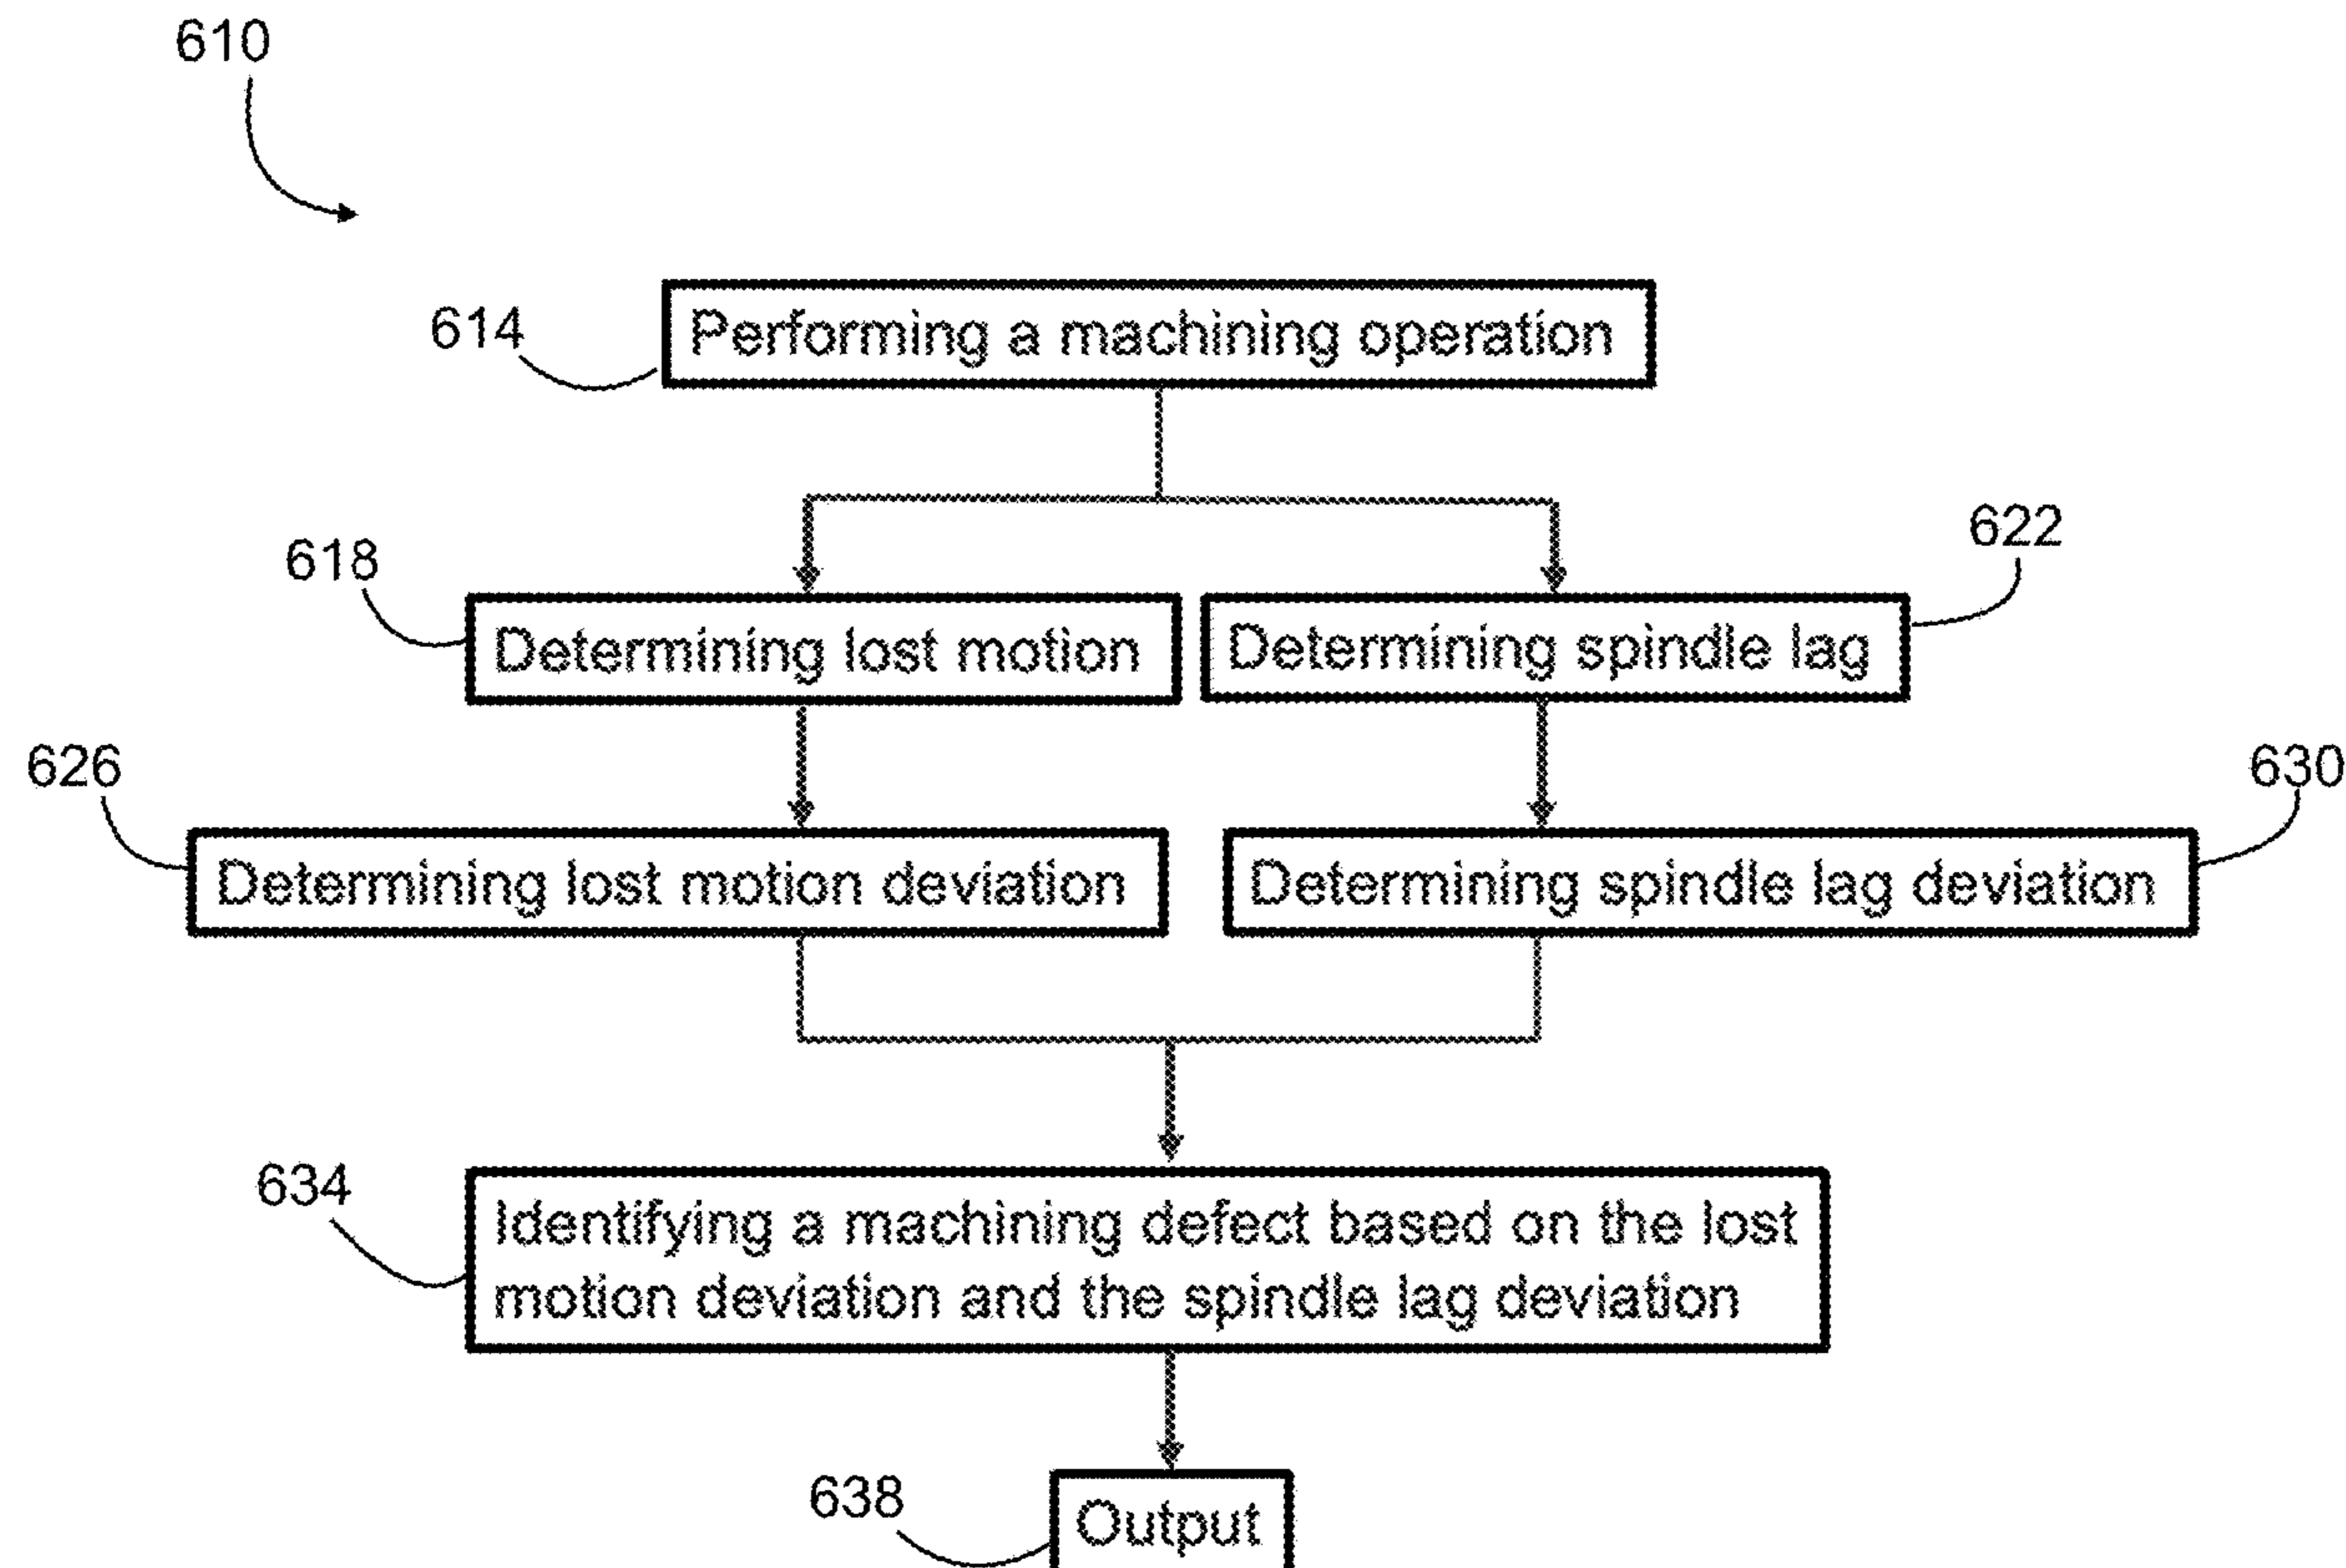 610
614
Performing a machining operation
618
622
Determining lost motion
Determining spindle lag
626
630
Determining lost motion deviation
Determining spindle lag deviation
634
Identifying a machining defect based on the lost
motion deviation and the spindle lag deviation
638
Output